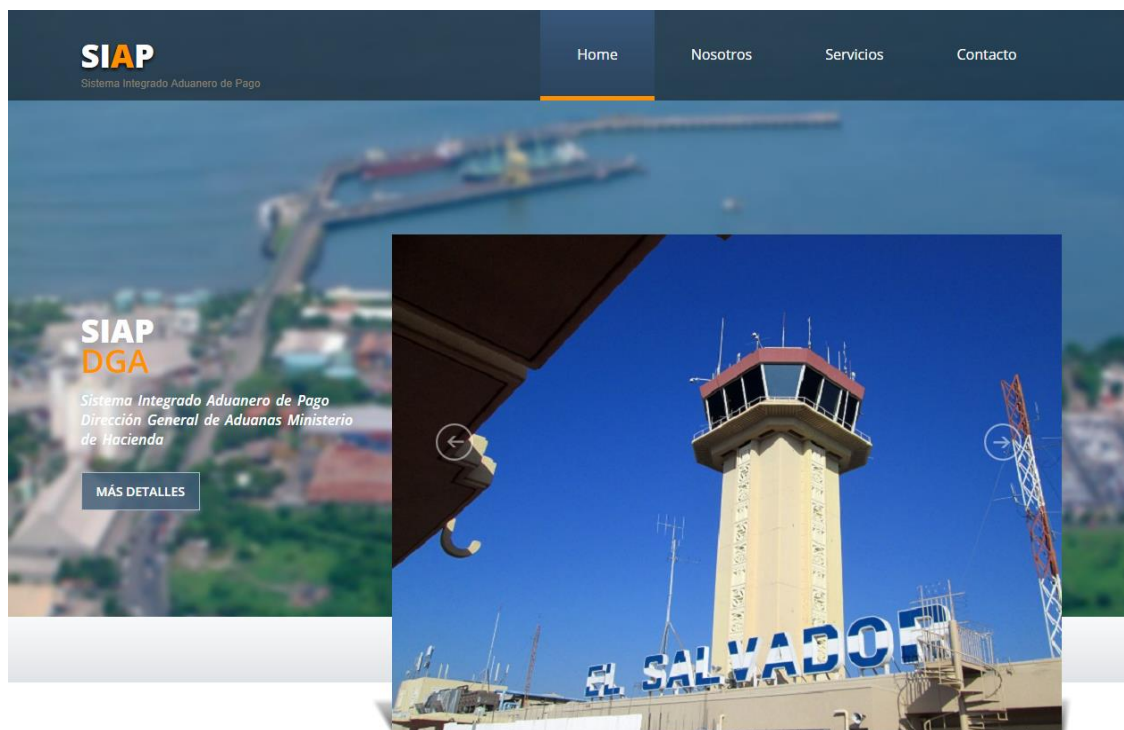 SIAP
Sistema Integrado Aduanero de Pago
Home
Nosotros
Servicios
Contacto
SIAP
DGA
Sistema Integrado Aduanero de Pago
Dirección General de Aduanas Ministerio
de Hacienda
MÁS DETALLES
EL SALVADOR